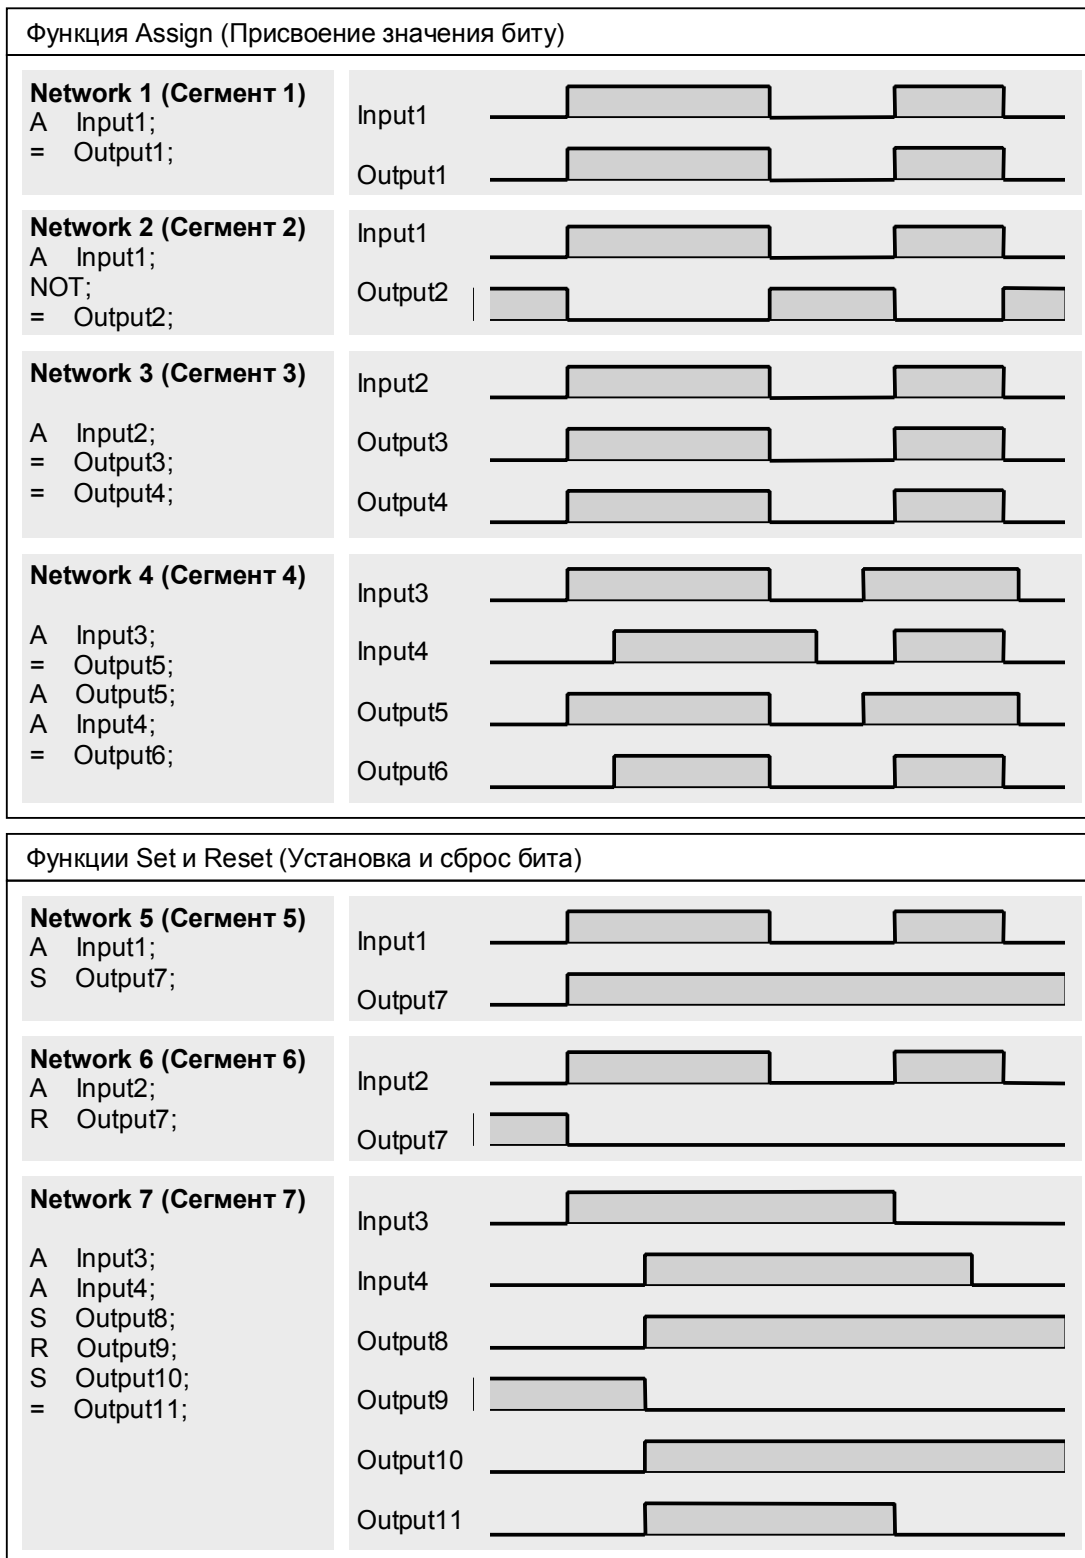 Функция Assign (Присвоение значения биту)
Network 1 (Сегмент 1)
A Input1;
= Output1;
Input1
Output1
Network 2 (Сегмент 2)
A Input1;
NOT;
= Output2;
Input1
Output2
Network 3 (Сегмент 3)
A Input2;
= Output3;
= Output4;
Input2
Output3
Output4
Network 4 (Сегмент 4)
A Input3;
= Output5;
A Output5;
A Input4;
= Output6;
Input3
Input4
Output5
Output6
Функции Set и Reset (Установка и сброс бита)
Network 5 (Сегмент 5)
A Input1;
S Output7;
Input1
Output7
Network 6 (Сегмент 6)
A Input2;
R Output7;
Input2
Output7
Network 7 (Сегмент 7)
A Input3;
A Input4;
S Output8;
R Output9;
S Output10;
= Output11;
Input3
Input4
Output8
Output9
Output10
Output11